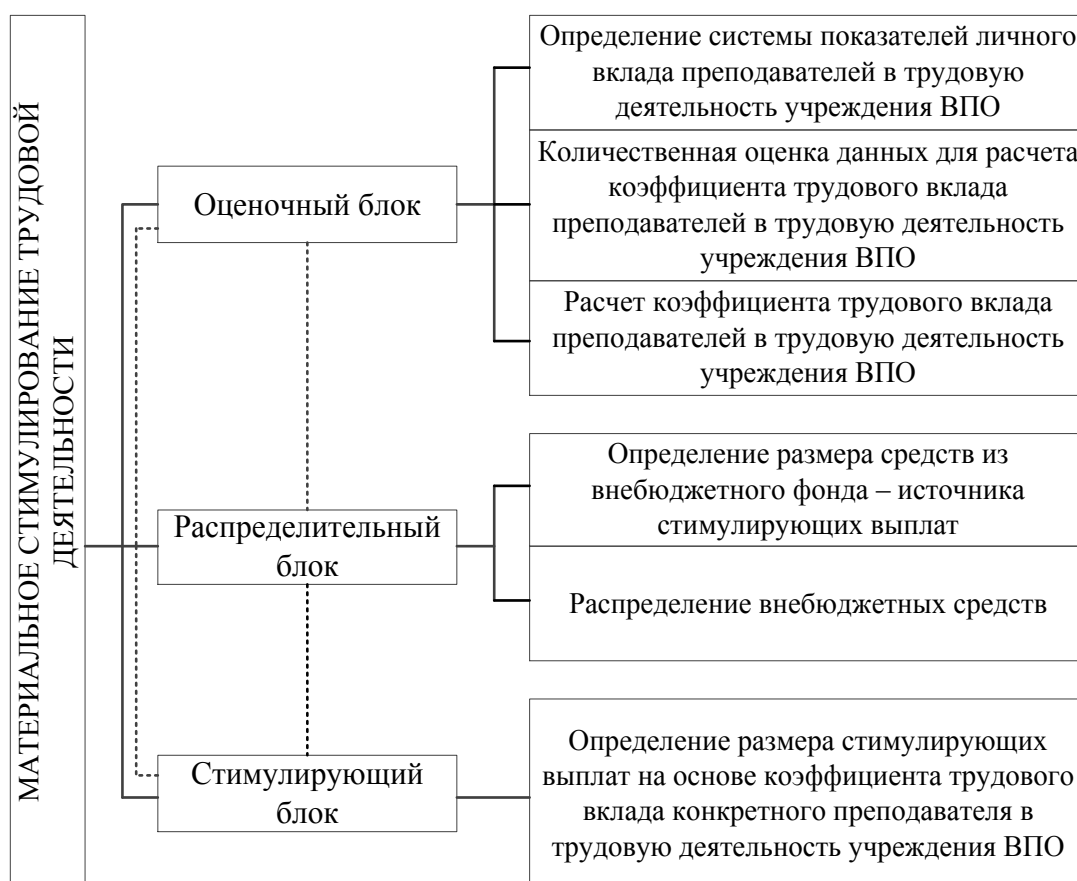 МАТЕРИАЛЬНОЕ СТИМУЛИРОВАНИЕ ТРУДОВОЙ
ДЕЯТЕЛЬНОСТИ
Оценочный блок
Определение системы показателей личного
вклада преподавателей в трудовую
деятельность учреждения ВПО
Количественная оценка данных для расчета
коэффициента трудового вклада
преподавателей в трудовую деятельность
учреждения ВПО
Расчет коэффициента трудового вклада
преподавателей в трудовую деятельность
учреждения ВПО
Распределительный
блок
Определение размера средств из
внебюджетного фонда – источника
стимулирующих выплат
Распределение внебюджетных средств
Стимулирующий
блок
Определение размера стимулирующих
выплат на основе коэффициента трудового
вклада конкретного преподавателя в
трудовую деятельность учреждения ВПО